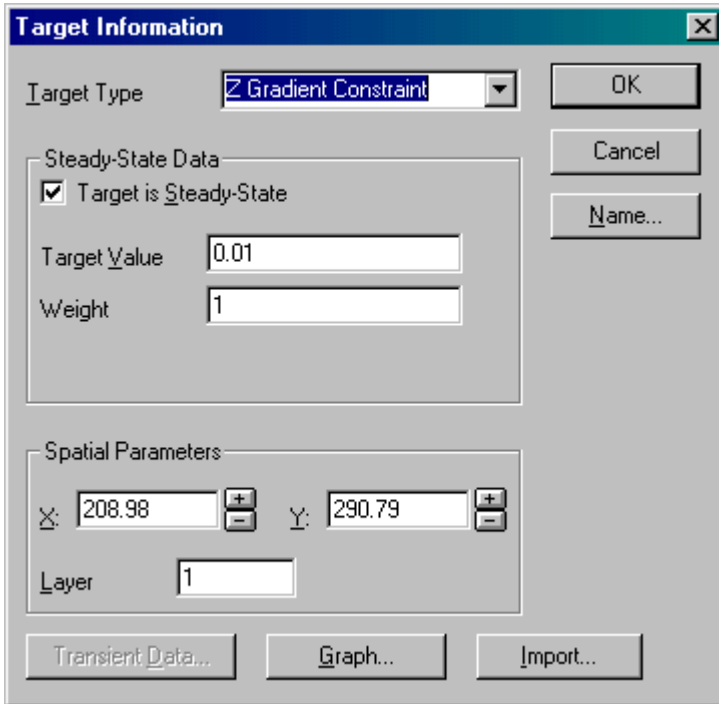 Target Information
Target Type Z Gradient Constraint OK
Steady-State Data Cancel
Target is Steady-State
Name...
Target Value 0.01
Weight 1
Spatial Parameters
X: 208.98 + - Y: 290.79 + -
Layer 1
Transient Data... Graph... Import...